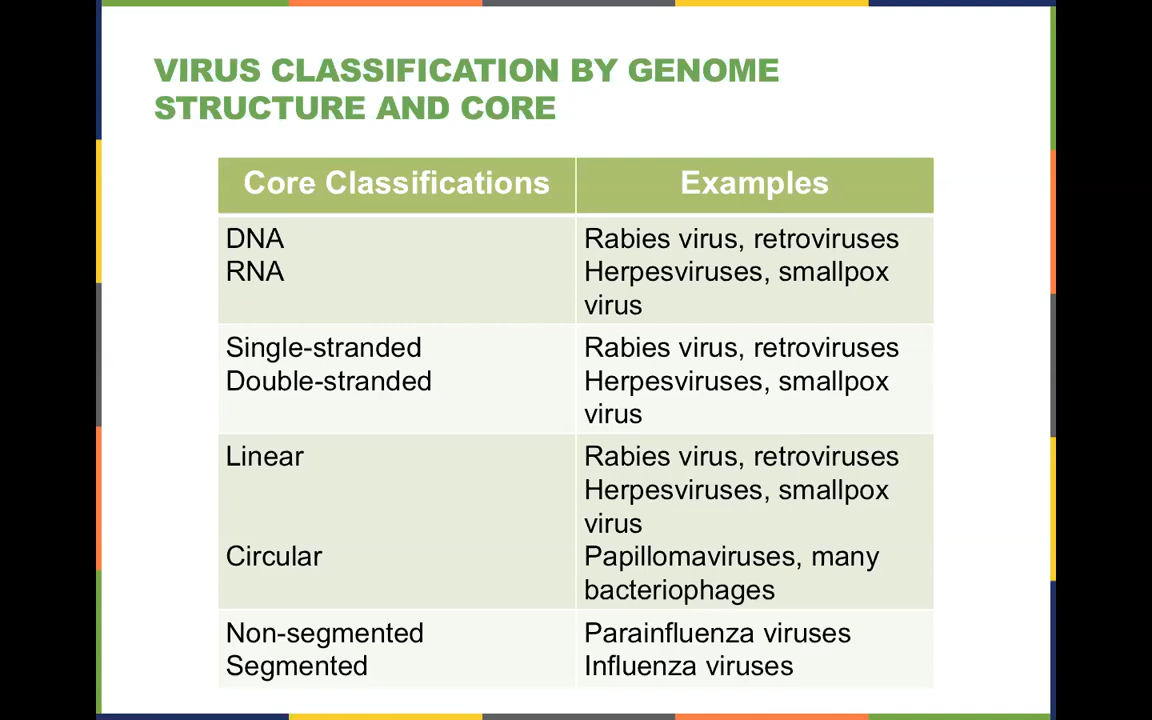 VIRUS CLASSIFICATION BY GENOME
STRUCTURE AND CORE
Core Classifications Examples
DNA Rabies virus, retroviruses
RNA Herpesviruses, smallpox
virus
Single-stranded Rabies virus, retroviruses
Double-stranded Herpesviruses, smallpox
virus
Linear Rabies virus, retroviruses
Herpesviruses, smallpox
virus
Circular Papillomaviruses, many
bacteriophages
Non-segmented Parainfluenza viruses
Segmented Influenza viruses